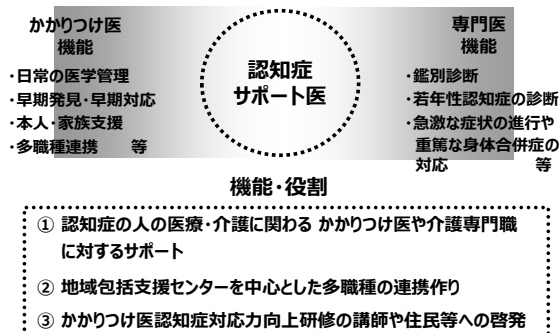 かかりつけ医
機能
・日常の医学管理
・早期発見・早期対応
・本人・家族支援
・多職種連携　　等
認知症
サポート医
専門医
機能
・鑑別診断
・若年性認知症の診断
・急激な症状の進行や
重篤な身体合併症の
対応　　　　　等
機能・役割
① 認知症の人の医療・介護に関わる かかりつけ医や介護専門職
に対するサポート
② 地域包括支援センターを中心とした多職種の連携作り
③ かかりつけ医認知症対応力向上研修の講師や住民等への啓発